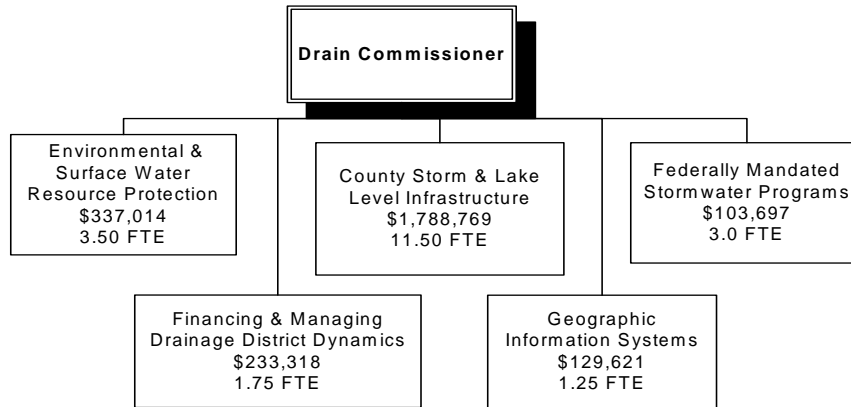 Drain Commissioner
Environmental &
Surface Water
Resource Protection
$337,014
3.50 FTE
County Storm & Lake
Level Infrastructure
$1,788,769
11.50 FTE
Federally Mandated
Stormwater Programs
$103,697
3.0 FTE
Financing & Managing
Drainage District Dynamics
$233,318
1.75 FTE
Geographic
Information Systems
$129,621
1.25 FTE